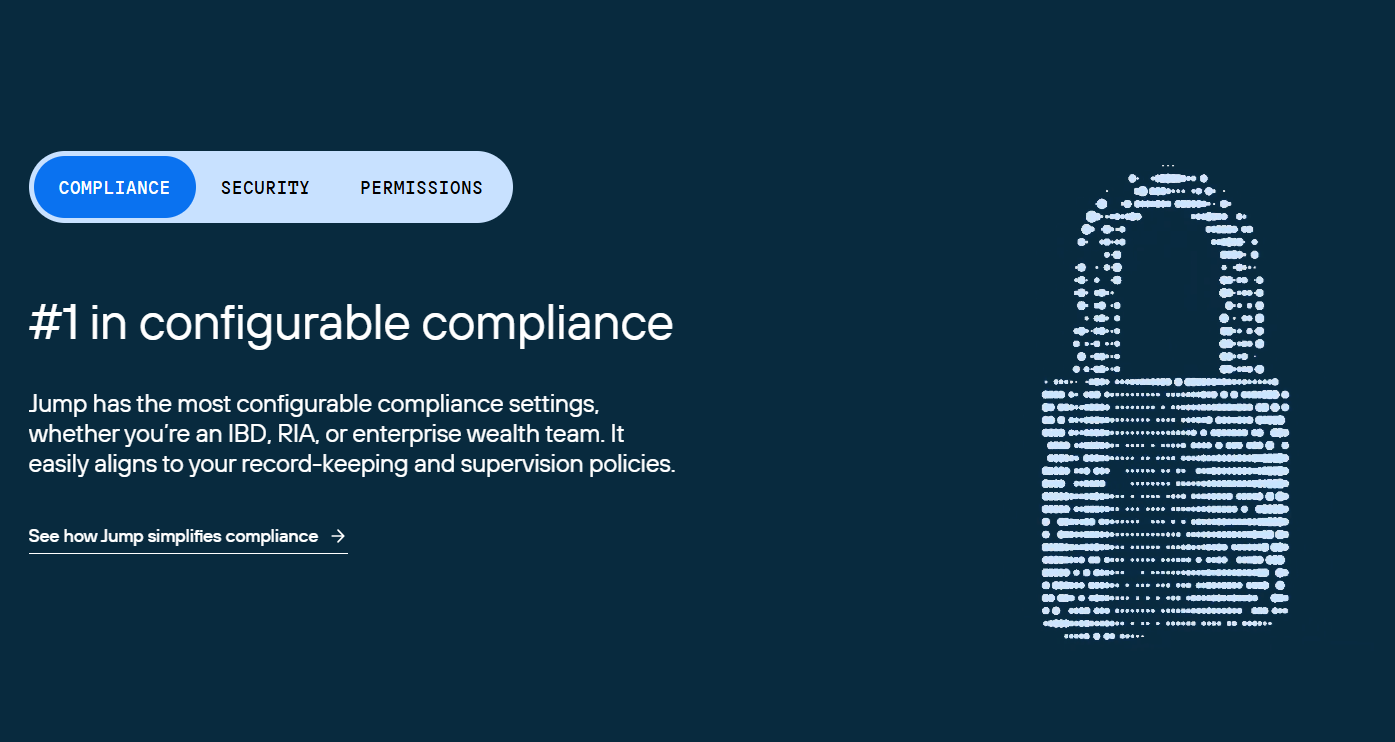 COMPLIANCE SECURITY PERMISSIONS
#1 in configurable compliance
Jump has the most configurable compliance settings,
whether you’re an IBD, RIA, or enterprise wealth team. It
easily aligns to your record-keeping and supervision policies.
See how Jump simplifies compliance →